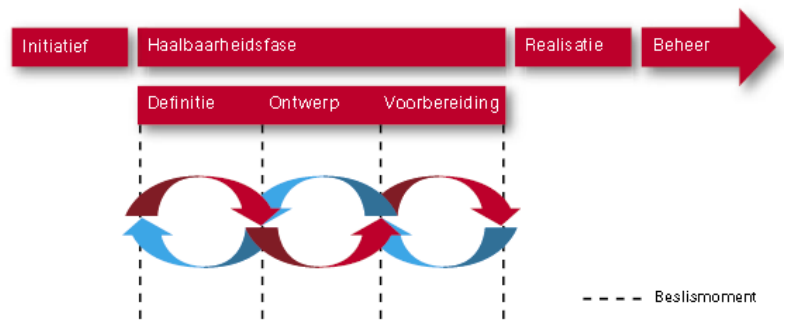 Initiatief Haalbaarheidsfase Realisatie Beheer
Definitie Ontwerp Voorbereiding
Beslismoment